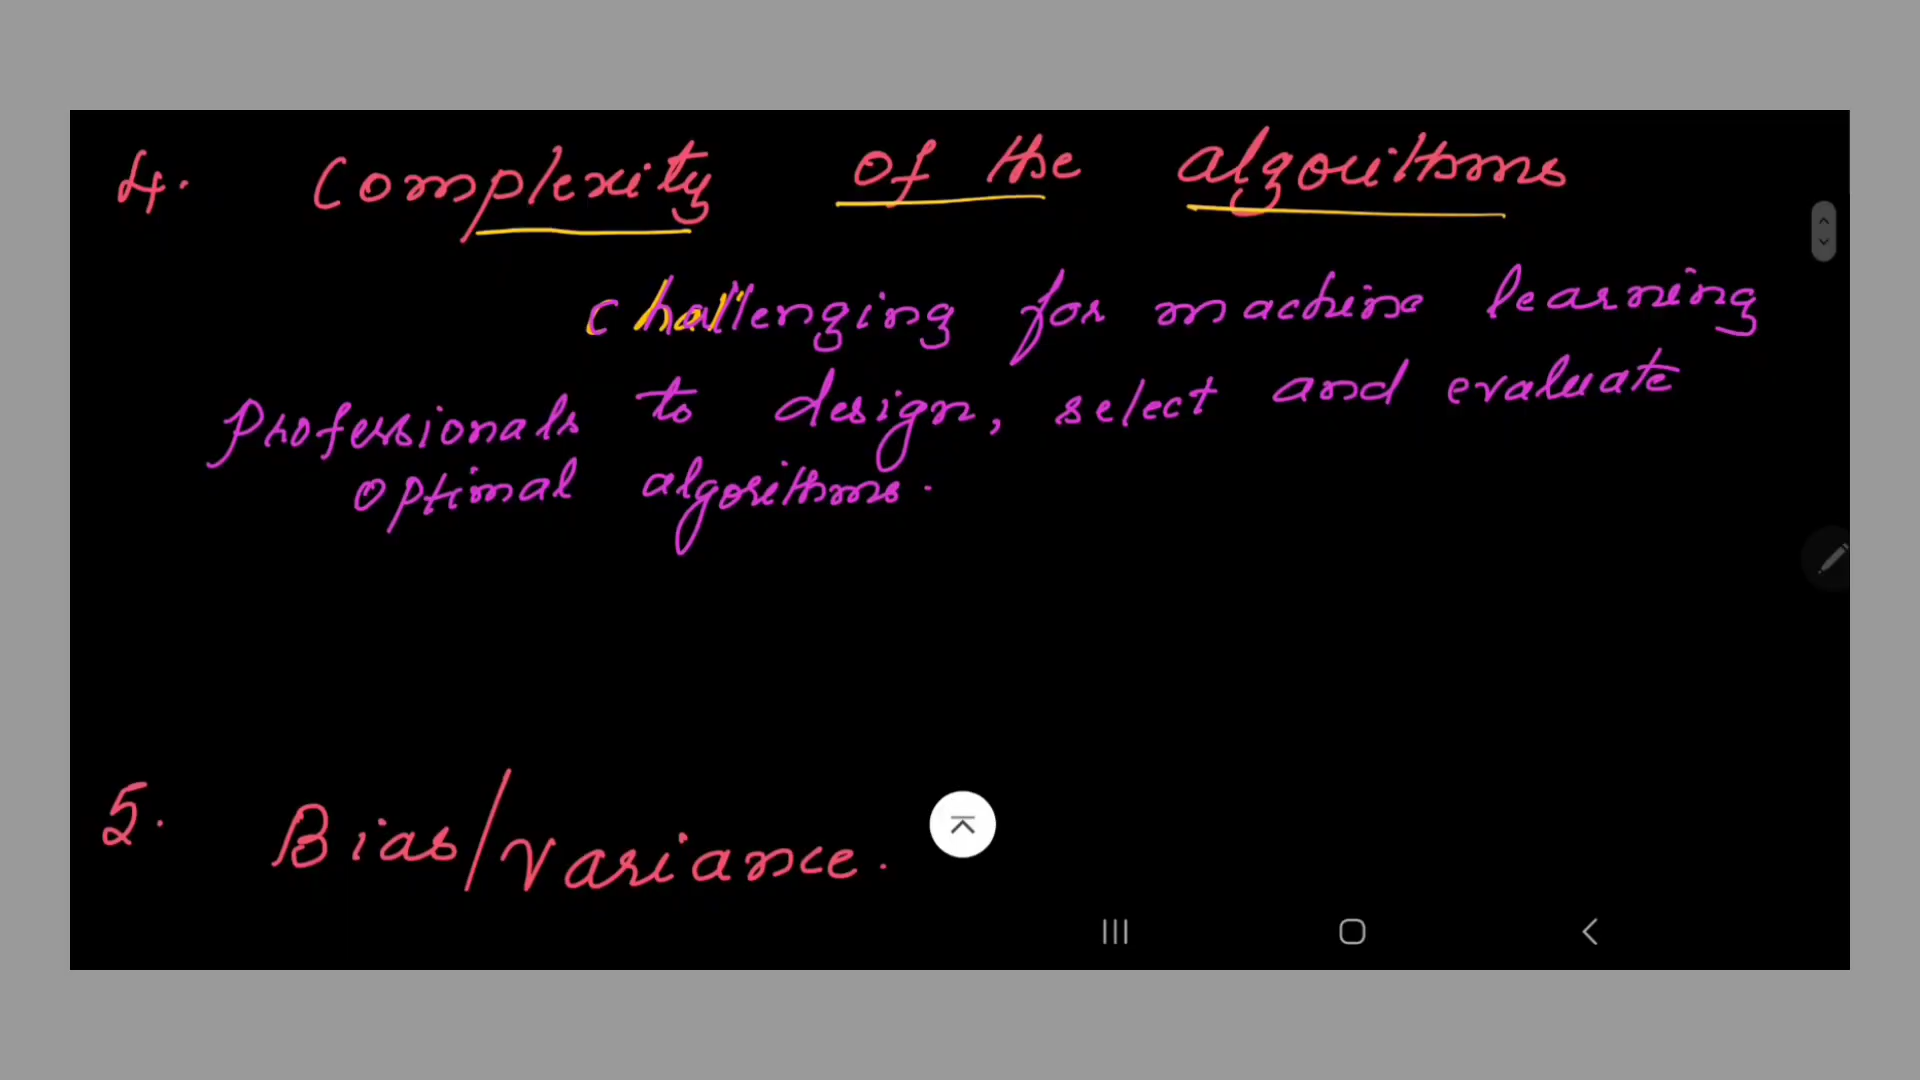 4. Complexity of the algorithms
challenging for machine learning
professionals to design, select and evaluate
optimal algorithms.
5. Bias/Variance.